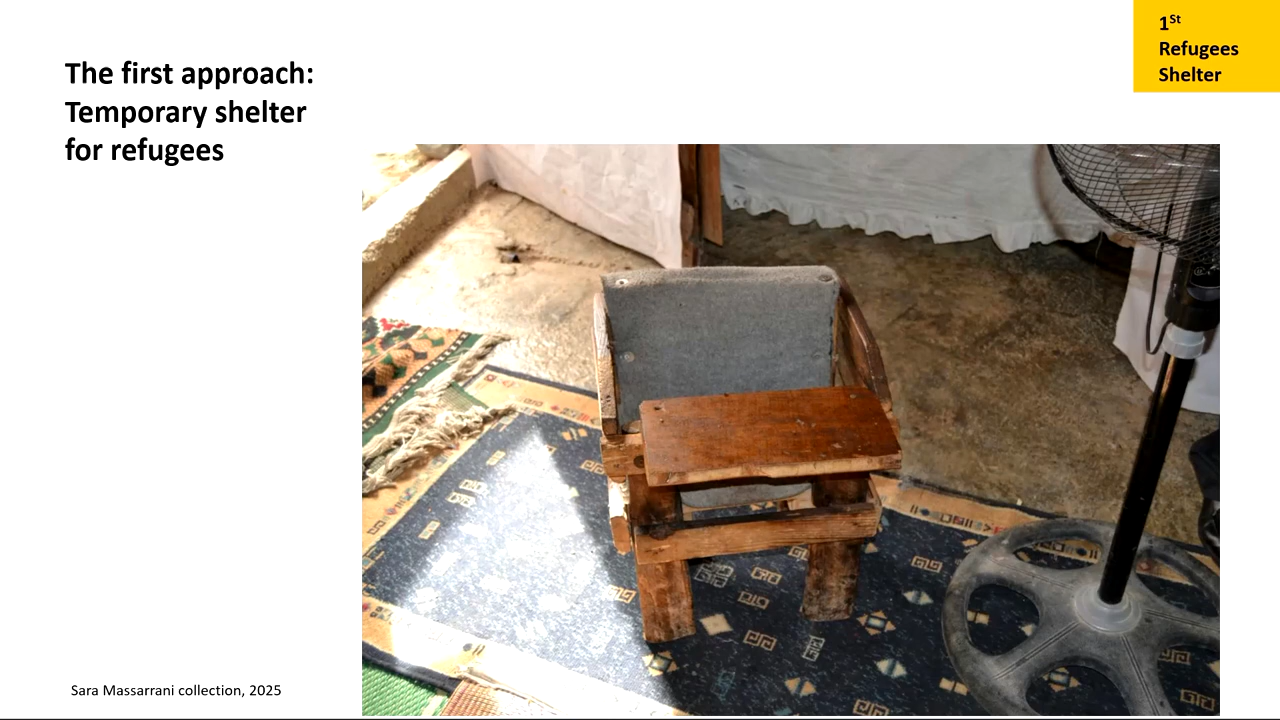 The first approach:
Temporary shelter
for refugees
1St
Refugees
Shelter
Sara Massarrani collection, 2025